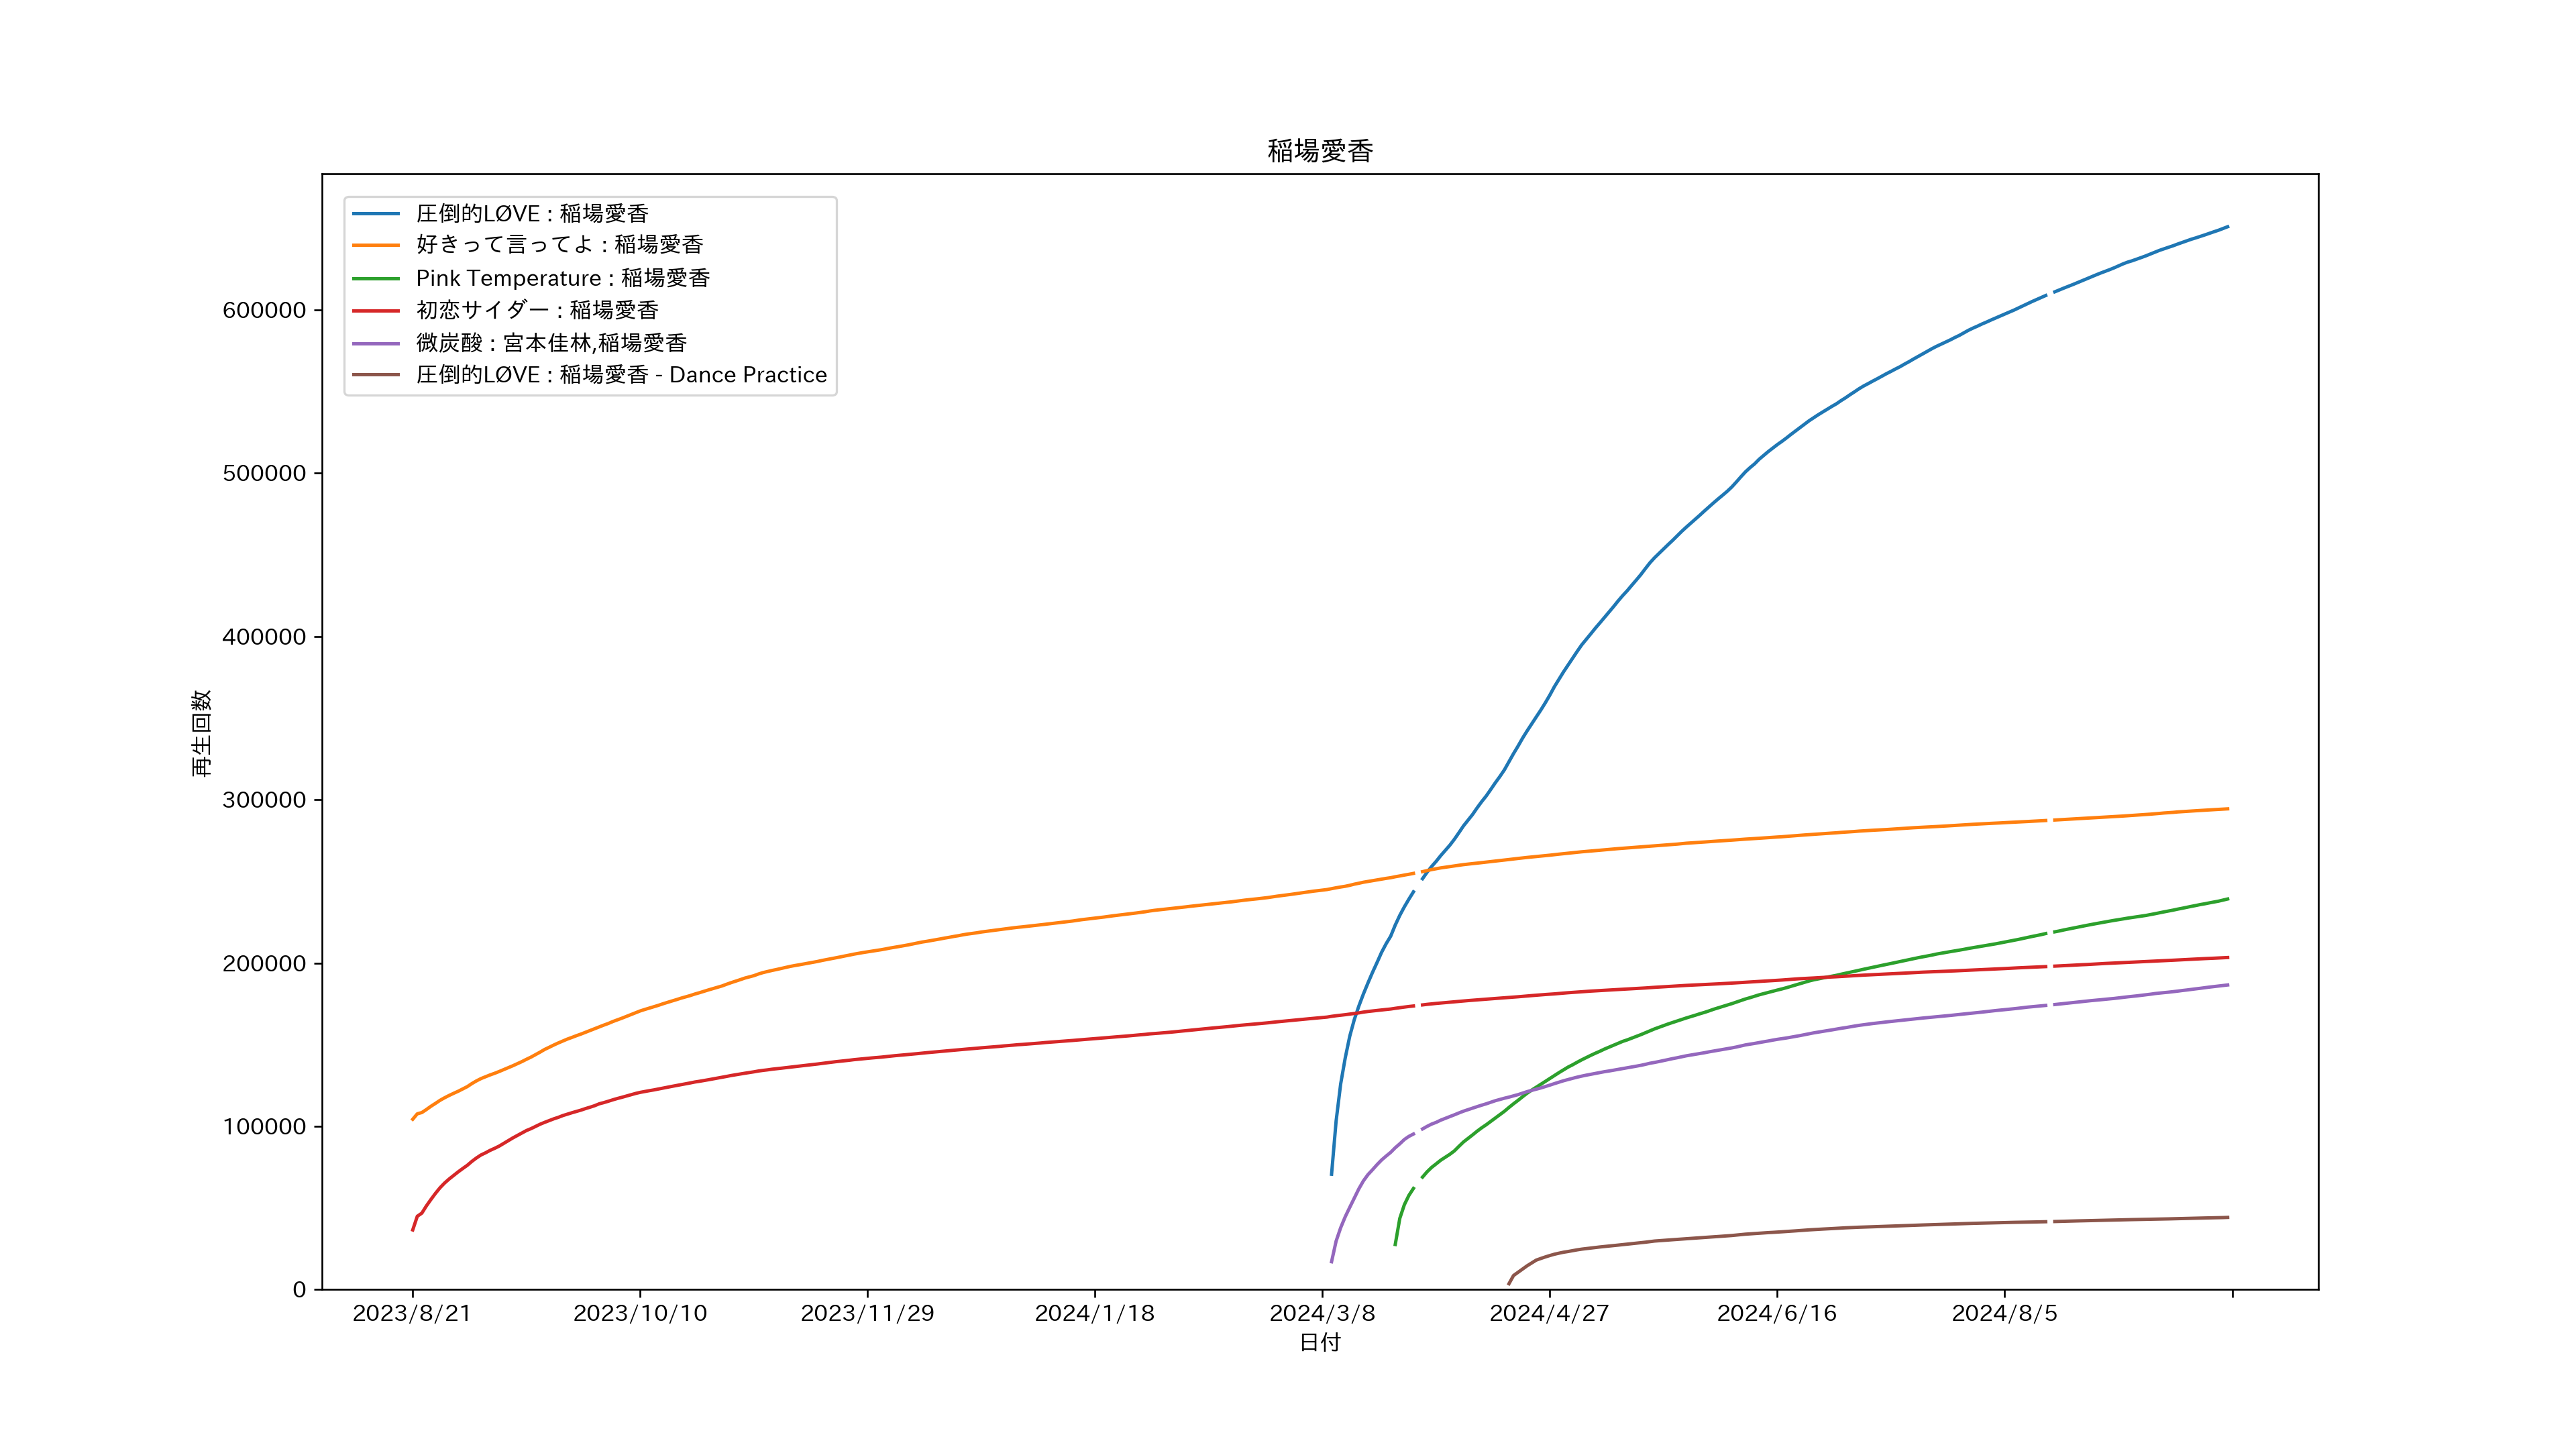 稲場愛香
圧倒的LØVE : 稲場愛香
好きって言ってよ : 稲場愛香
Pink Temperature : 稲場愛香
初恋サイダー : 稲場愛香
微炭酸 : 宮本佳林,稲場愛香
圧倒的LØVE : 稲場愛香 - Dance Practice
600000
500000
400000
300000
200000
100000
0
再生回数
2023/8/21
2023/10/10
2023/11/29
2024/1/18
2024/3/8
2024/4/27
2024/6/16
2024/8/5
日付